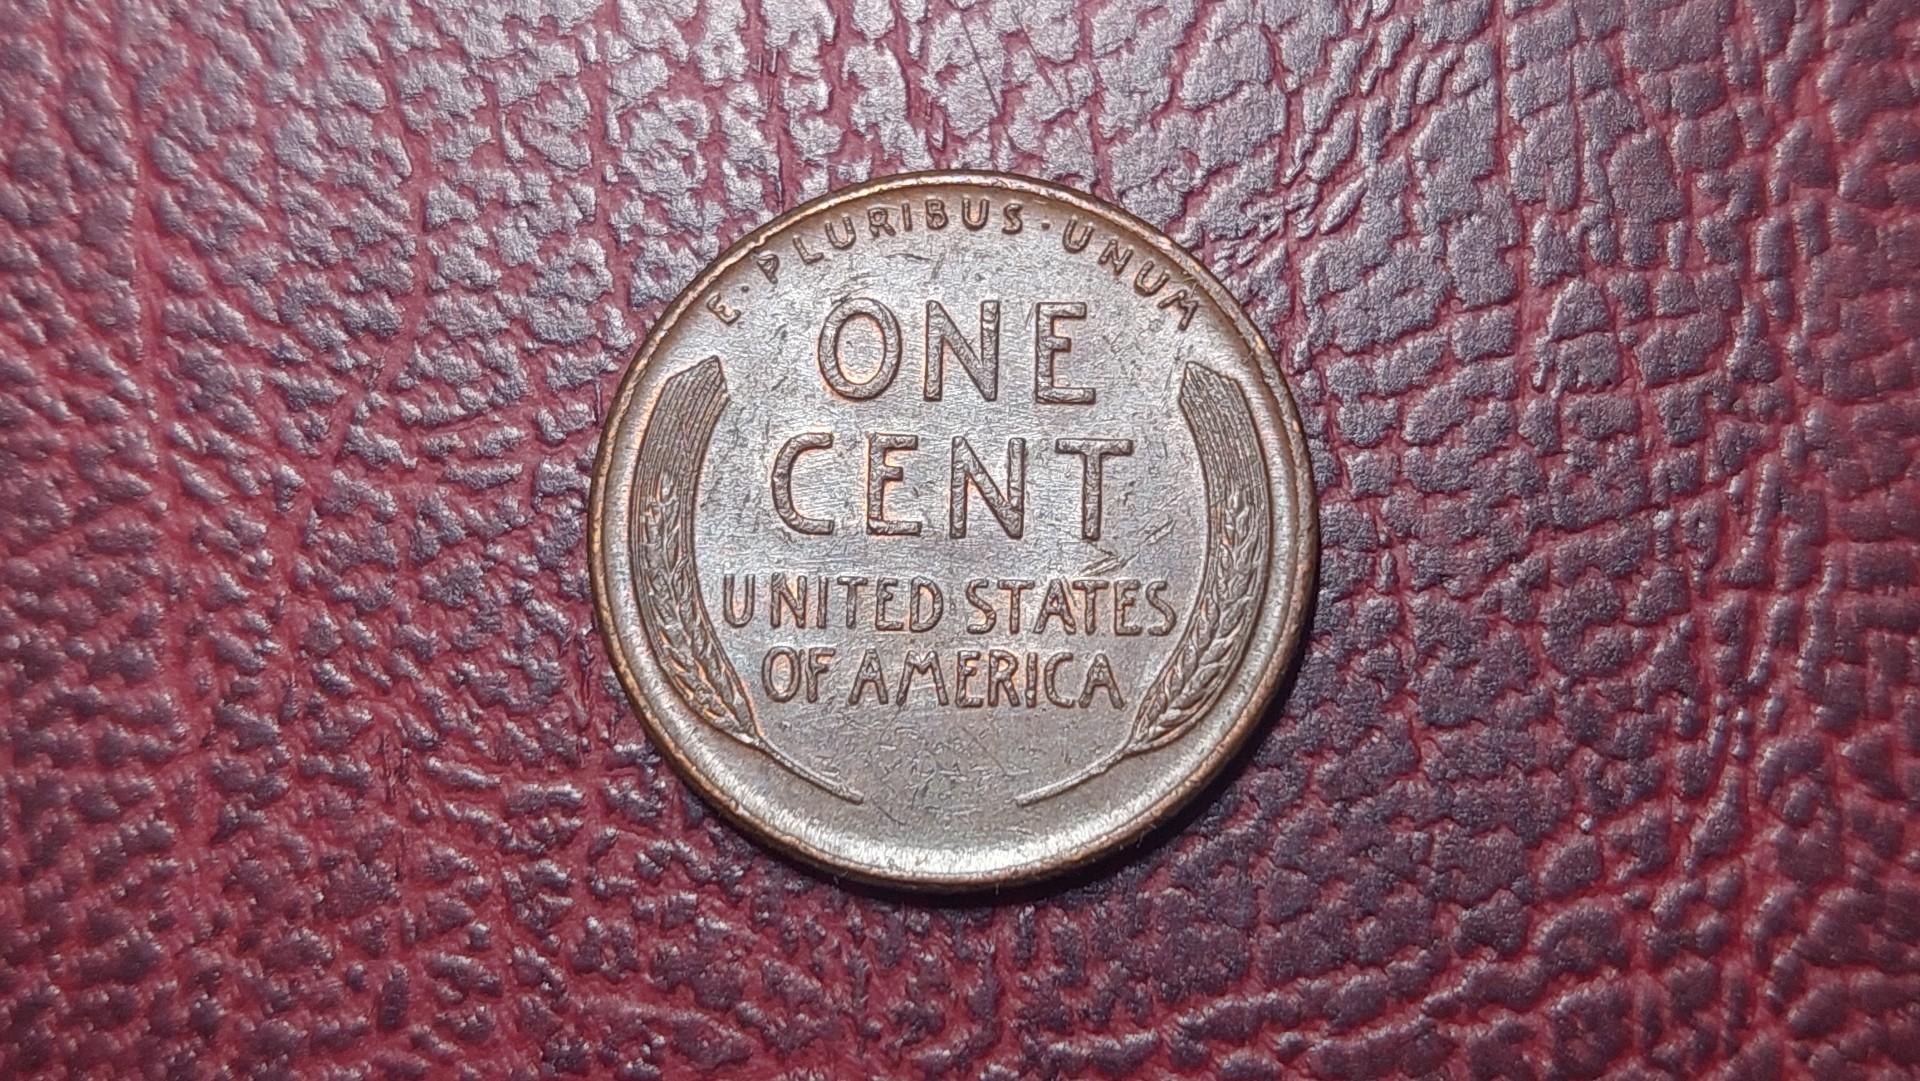 E·PLURIBUS·UNUM
ONE
CENT
UNITED STATES
OF AMERICA